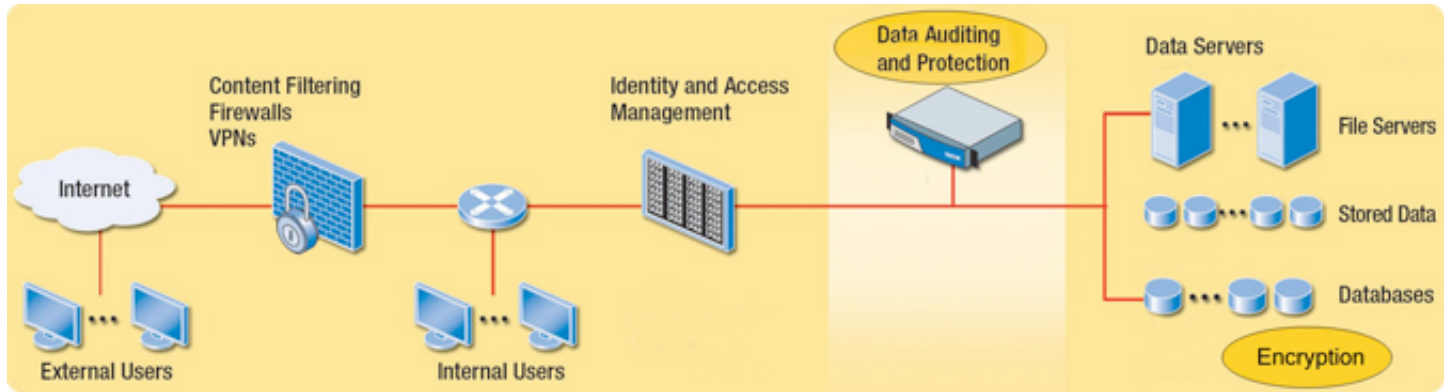 Data Auditing
and Protection
Data Servers
Content Filtering
Firewalls
VPNs
Identity and Access
Management
File Servers
Internet
Stored Data
Databases
External Users
Internal Users
Encryption